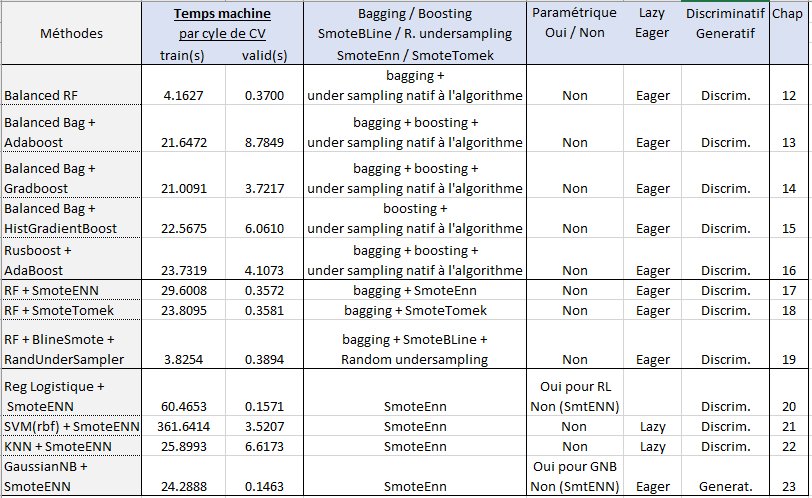 Méthodes
Temps machine
par cyle de CV
train(s) valid(s)
Bagging / Boosting
SmoteBLine / R. undersampling
SmoteEnn / SmoteTomek
Paramétrique
Oui / Non
Lazy
Eager
Discriminatif
Generatif
Chap
bagging +
Balanced RF 4.1627 0.3700 under sampling natif à l'algorithme Non Eager Discrim. 12
Balanced Bag + bagging + boosting +
Adaboost 21.6472 8.7849 under sampling natif à l'algorithme Non Eager Discrim. 13
Balanced Bag + bagging + boosting +
Gradboost 21.0091 3.7217 under sampling natif à l'algorithme Non Eager Discrim. 14
Balanced Bag + boosting +
HistGradientBoost 22.5675 6.0610 under sampling natif à l'algorithme Non Eager Discrim. 15
Rusboost + bagging + boosting +
AdaBoost 23.7319 4.1073 under sampling natif à l'algorithme Non Eager Discrim. 16
RF + SmoteENN 29.6008 0.3572 bagging + SmoteEnn Non Eager Discrim. 17
RF + SmoteTomek 23.8095 0.3581 bagging + SmoteTomek Non Eager Discrim. 18
RF + BlineSmote + bagging + SmoteBLine +
RandUnderSampler 3.8254 0.3894 Random undersampling Non Eager Discrim. 19
Reg Logistique + Oui pour RL
SmoteENN 60.4653 0.1571 SmoteEnn Non (SmtENN) Discrim. 20
SVM(rbf) + SmoteENN 361.6414 3.5207 SmoteEnn Non Lazy Discrim. 21
KNN + SmoteENN 25.8993 6.6173 SmoteEnn Non Lazy Discrim. 22
GaussianNB + Oui pour GNB
SmoteENN 24.2888 0.1463 SmoteEnn Non (SmtENN) Eager Generat. 23